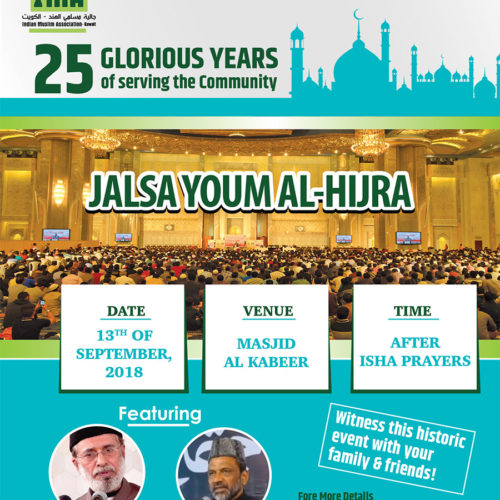 جالية مسلمي الهند - الكويت
Indian Muslim Association- Kuwait
25 GLORIOUS YEARS
of serving the Community
JALSA YOUM AL-HIJRA
DATE
13TH OF
SEPTEMBER,
2018
VENUE
MASJID
AL KABEER
TIME
AFTER
ISHA PRAYERS
Featuring
Witness this historic
event with your
family & friends!
Fore More Details